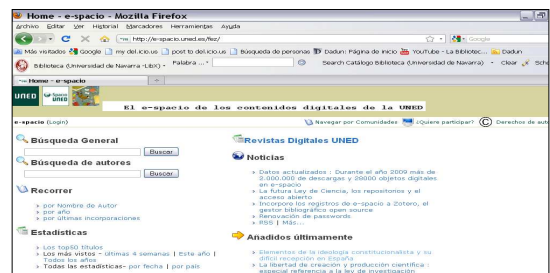 Home - e-spacio - Mozilla Firefox
Archivo Editar Ver Historial Marcadores Herramientas Ayuda
http://e-spacio.uned.es/fez/
Google
Más visitados Google my del.icio.us post to del.icio.us Búsqueda de personas Dadun: Página de inicio YouTube - La Bibliotec... Dadun
Biblioteca (Universidad de Navarra -LibX) Palabra ... Search Catálogo Biblioteca (Universidad de Navarra) Clear Scho
Home - e-spacio
UNED e-Spacio UNED
El e-spacio de los contenidos digitales de la UNED
e-spacio (Login) Navegar por Comunidades ¿Quiere participar? Derechos de aut
Búsqueda General
Buscar
Búsqueda de autores
Buscar
Recorrer
por Nombre de Autor
por año
por últimas incorporaciones
Estadísticas
Los top50 títulos
Los más vistos - últimas 4 semanas | Este año |
Todos los años
Todas las estadísticas- por fecha | por país
Revistas Digitales UNED
Noticias
Datos actualizados : Durante el año 2009 más de
2.000.000 de descargas y 28000 objetos digitales
en e-spacio
La futura Ley de Ciencia, los repositorios y el
acceso abierto
Incorpore los registros de e-spacio a Zotero, el
gestor bibliográfico open source
Renovación de passwords
RSS | Más...
Añadidos últimamente
Elementos de la ideología constitucionalista y su
difícil recepción en España
La libertad de creación y producción científica :
especial referencia a la ley de investigación